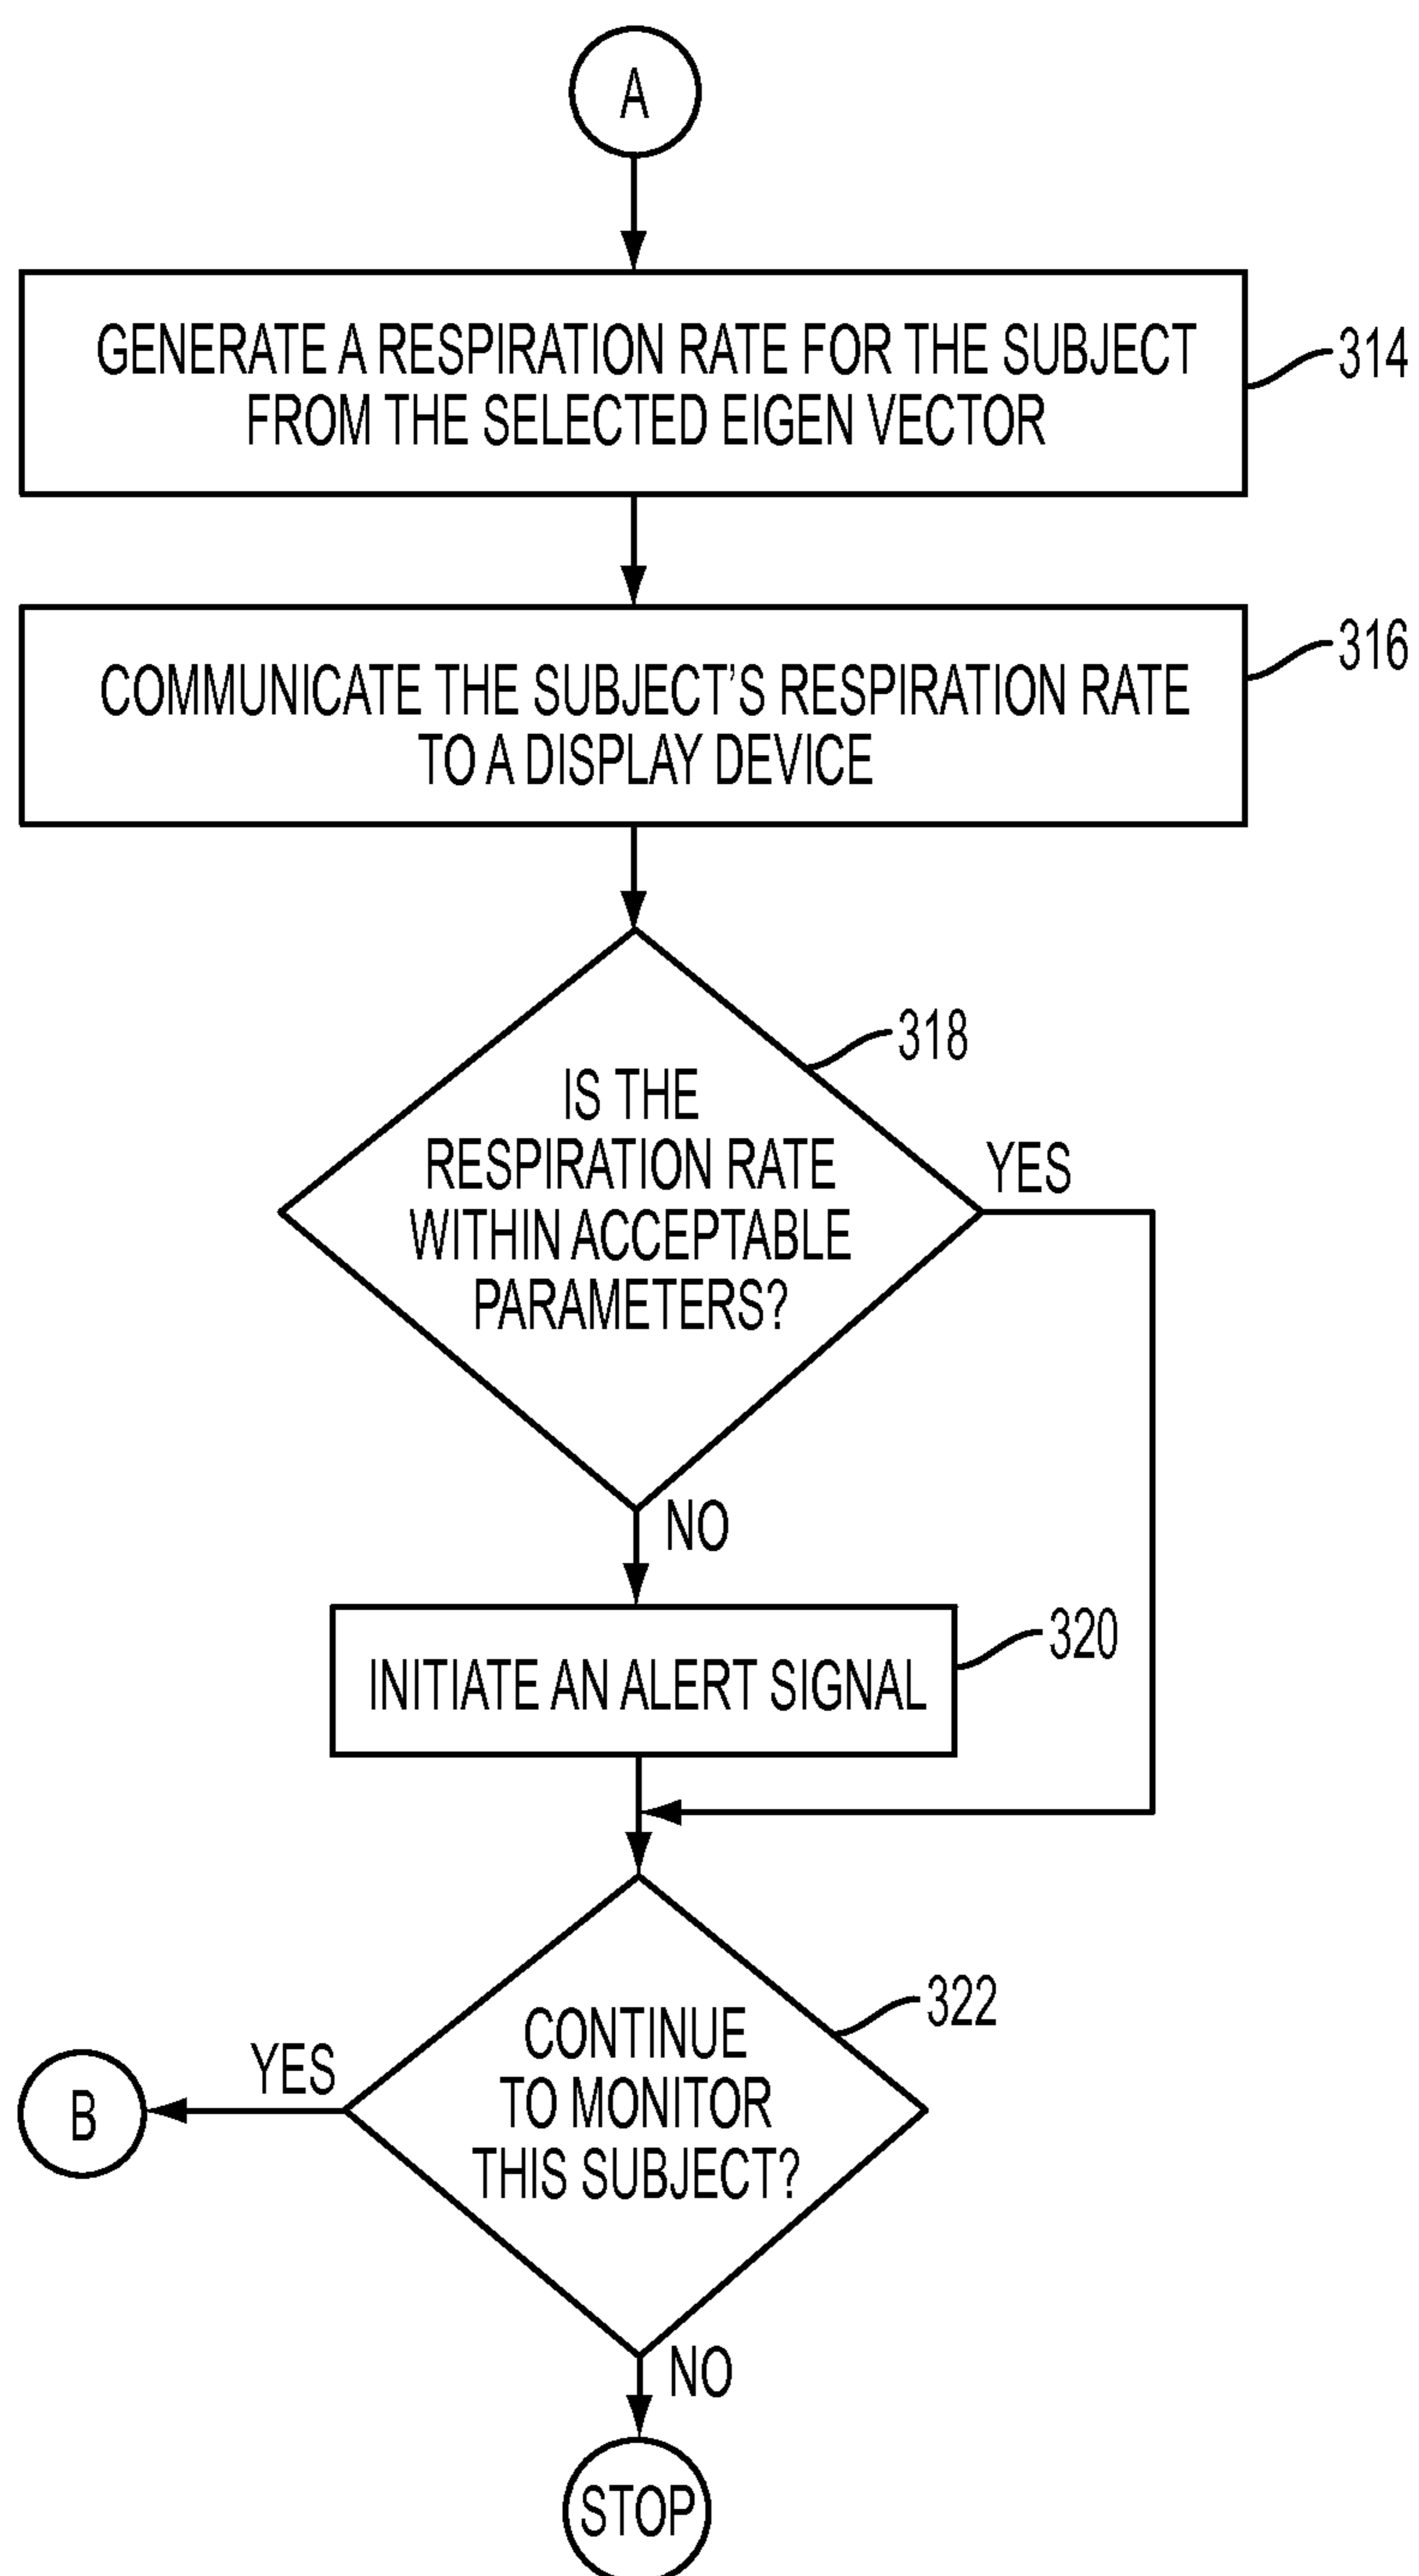 A
GENERATE A RESPIRATION RATE FOR THE SUBJECT
FROM THE SELECTED EIGEN VECTOR
314
COMMUNICATE THE SUBJECT'S RESPIRATION RATE
TO A DISPLAY DEVICE
316
318
IS THE
RESPIRATION RATE
WITHIN ACCEPTABLE
PARAMETERS?
YES
NO
INITIATE AN ALERT SIGNAL
320
322
CONTINUE
TO MONITOR
THIS SUBJECT?
YES
B
NO
STOP